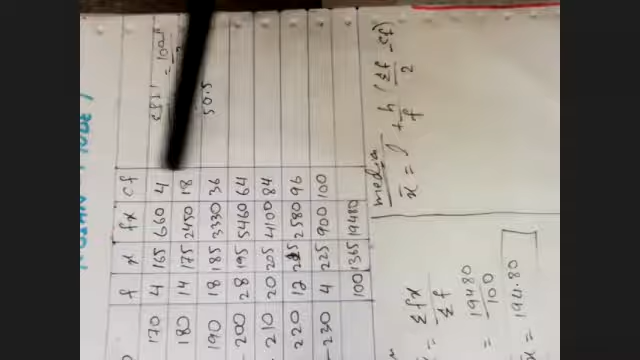 f x fx cf
170 4 165 660 4
180 14 175 2450 18
190 18 185 3330 36 50.5
- 200 28 195 5460 64
- 210 20 205 4100 84
- 220 12 215 2580 96
- 230 4 225 900 100
100 1365 19480
median
x̄ = l + h/f (Σf/2 - cf)
= Σfx/Σf
= 19480/100
x̄ = 194.80